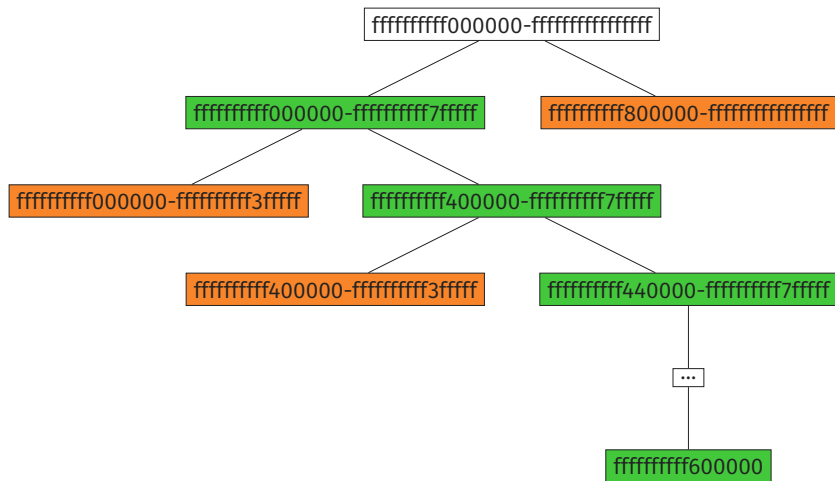 ffffffffff000000-ffffffffffffffff
ffffffffff000000-ffffffffff7fffff
ffffffffff800000-ffffffffffffffff
ffffffffff000000-ffffffffff3fffff
ffffffffff400000-ffffffffff7fffff
ffffffffff400000-ffffffffff3fffff
ffffffffff440000-ffffffffff7fffff
...
ffffffffff600000